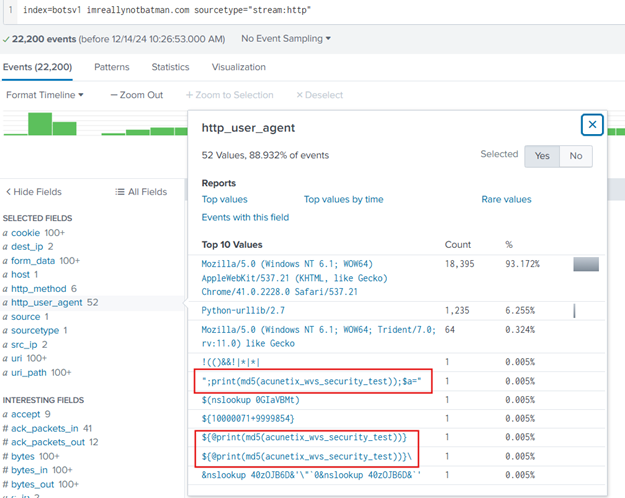 1 index=botsv1 imreallynotbatman.com sourcetype="stream:http"
✓ 22,200 events (before 12/14/24 10:26:53.000 AM) No Event Sampling ▾
Events (22,200) Patterns Statistics Visualization
Format Timeline ▾ — Zoom Out + Zoom to Selection × Deselect
http_user_agent
52 Values, 88.932% of events Selected Yes No
Reports
Top values Top values by time Rare values
Events with this field
Top 10 Values Count %
Mozilla/5.0 (Windows NT 6.1; WOW64) 18,395 93.172%
AppleWebKit/537.21 (KHTML, like Gecko)
Chrome/41.0.2228.0 Safari/537.21
Python-urllib/2.7 1,235 6.255%
Mozilla/5.0 (Windows NT 6.1; WOW64; Trident/7.0; 64 0.324%
rv:11.0) like Gecko
!(()&&!|*|*| 1 0.005%
";print(md5(acunetix_wvs_security_test));$a=" 1 0.005%
$(nslookup 0GIaVBMt) 1 0.005%
${10000071+9999854} 1 0.005%
${@print(md5(acunetix_wvs_security_test))} 1 0.005%
${@print(md5(acunetix_wvs_security_test))}\ 1 0.005%
&nslookup 40zOJB6D&'\"`0&nslookup 40zOJB6D&`' 1 0.005%
< Hide Fields All Fields
SELECTED FIELDS
a cookie 100+
a dest_ip 2
a form_data 100+
a host 1
a http_method 6
a http_user_agent 52
a source 1
a sourcetype 1
a src_ip 2
a uri 100+
a uri_path 100+
INTERESTING FIELDS
a accept 9
# ack_packets_in 41
# ack_packets_out 12
# bytes 100+
# bytes_in 100+
# bytes_out 100+